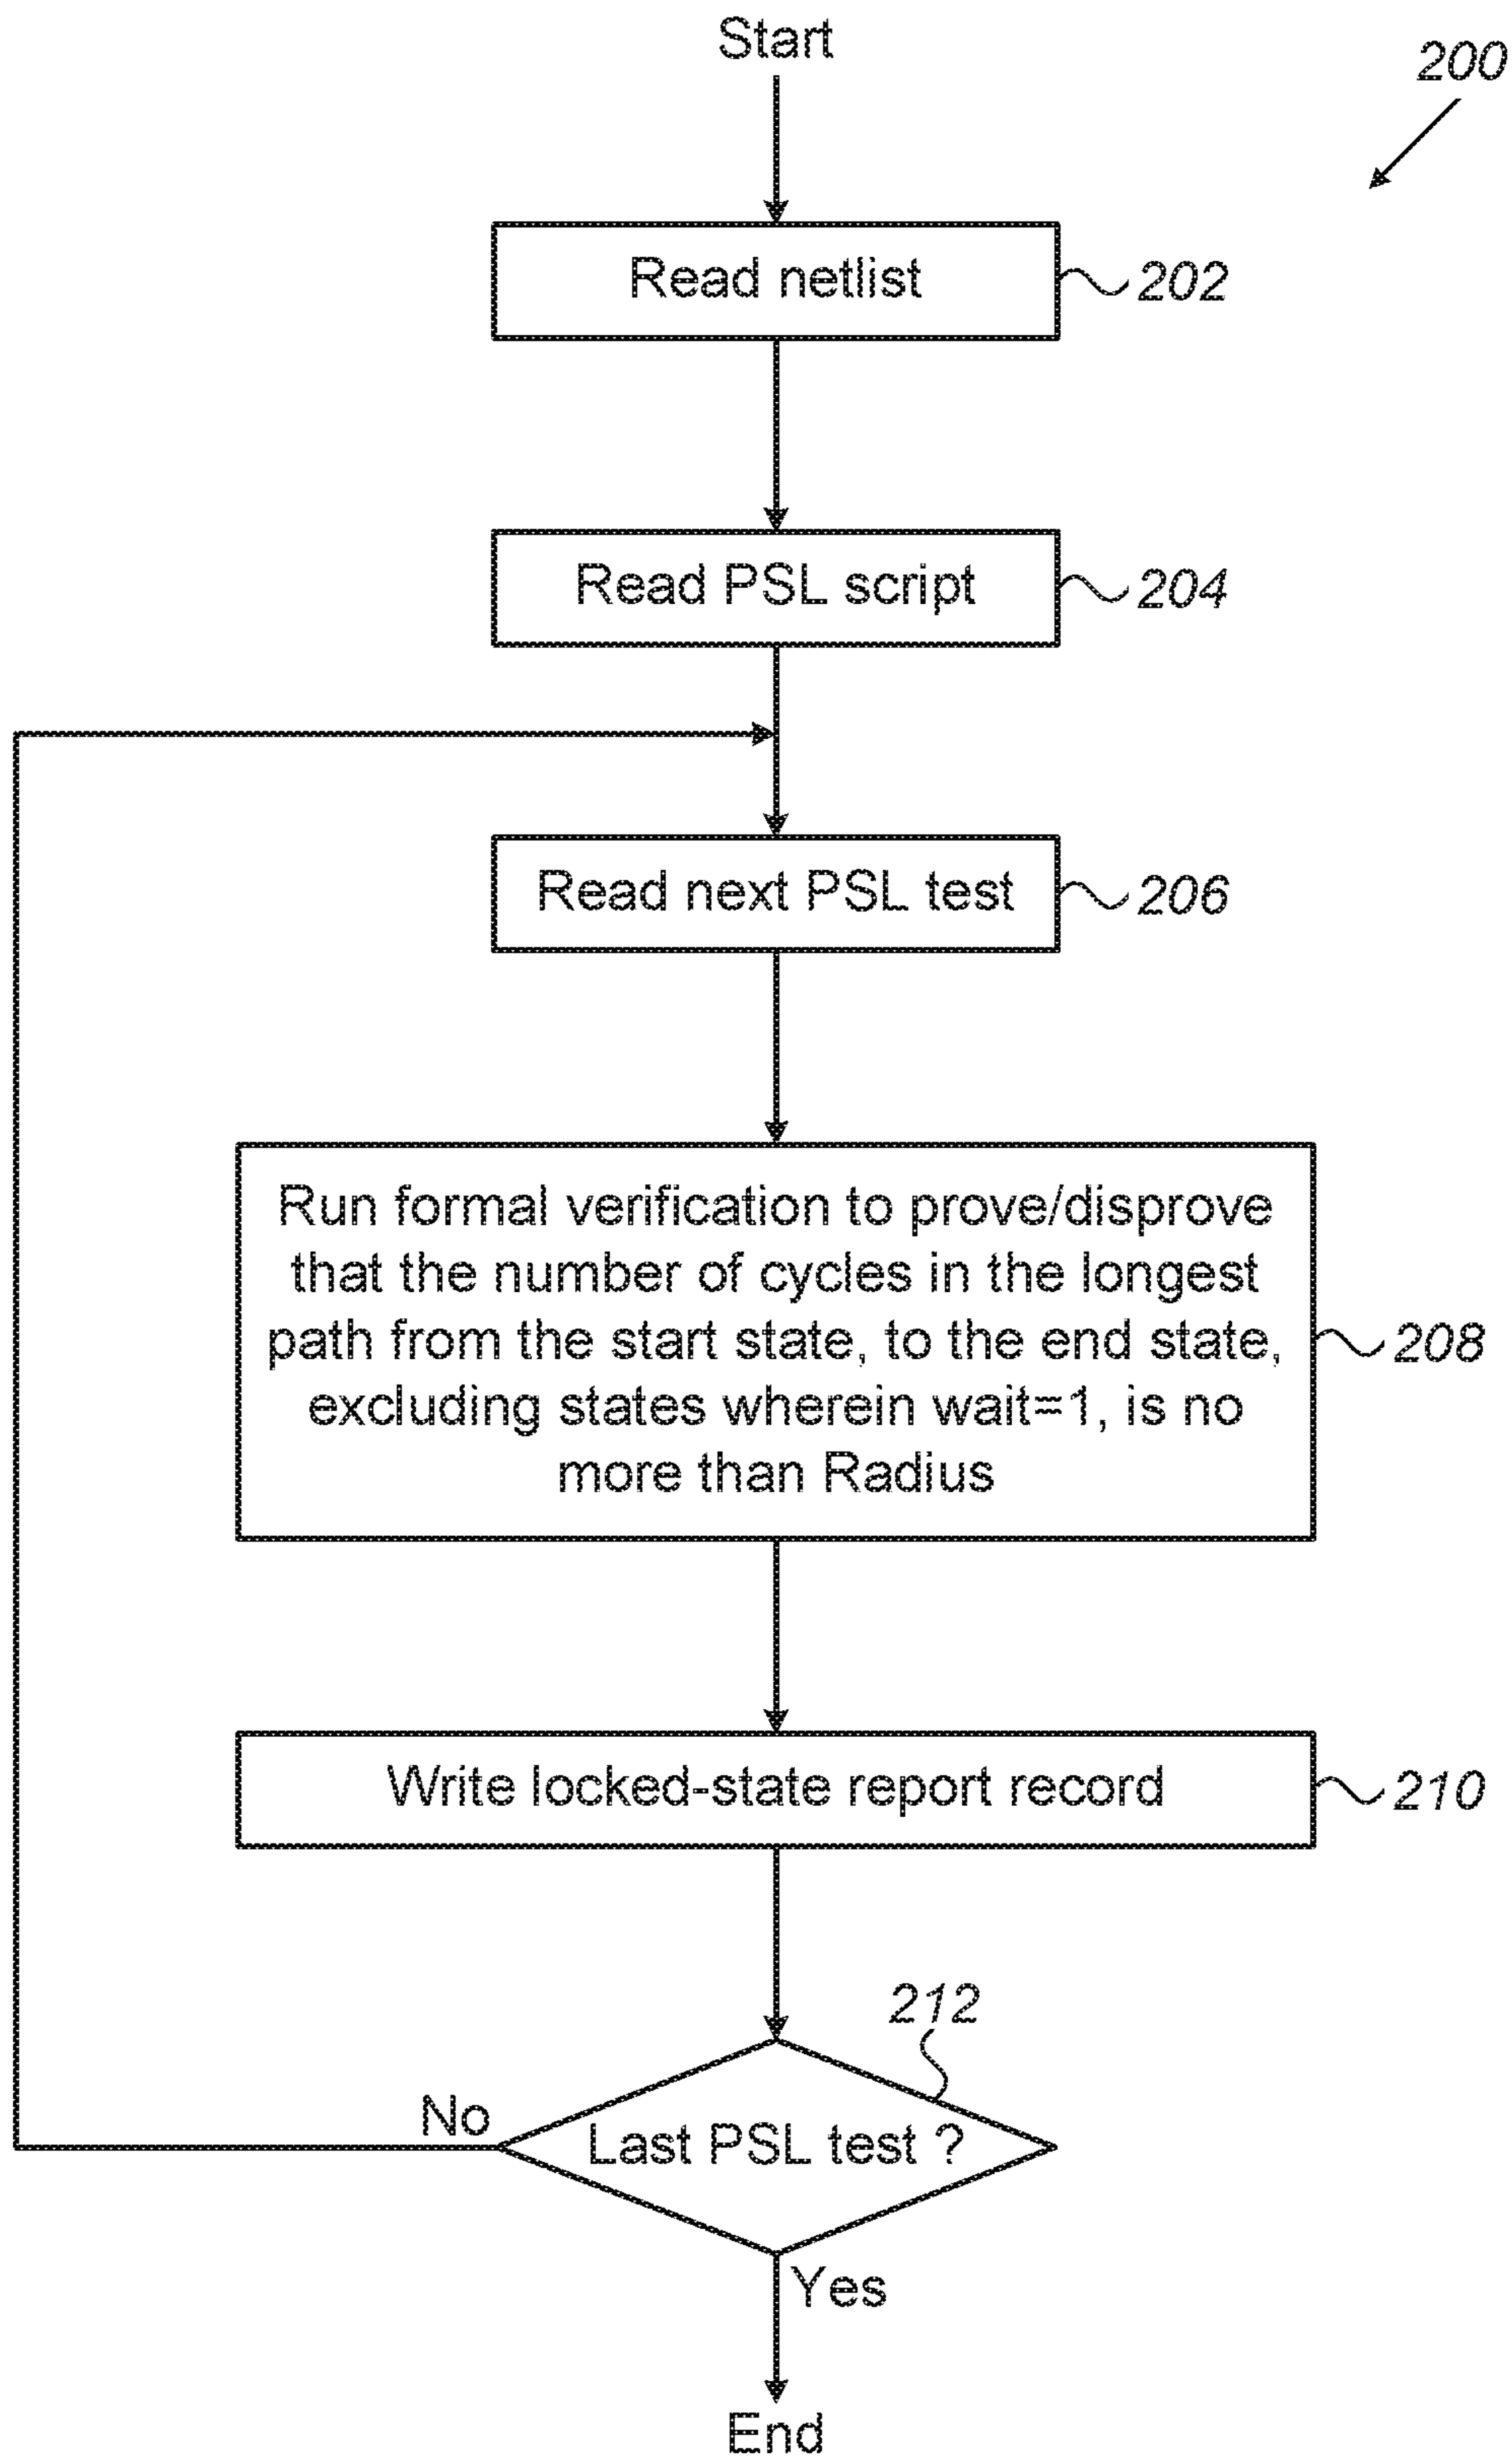 Start
200
Read netlist
202
Read PSL script
204
Read next PSL test
206
Run formal verification to prove/disprove
that the number of cycles in the longest
path from the start state, to the end state,
excluding states wherein wait=1, is no
more than Radius
208
Write locked-state report record
210
212
No
Last PSL test ?
Yes
End